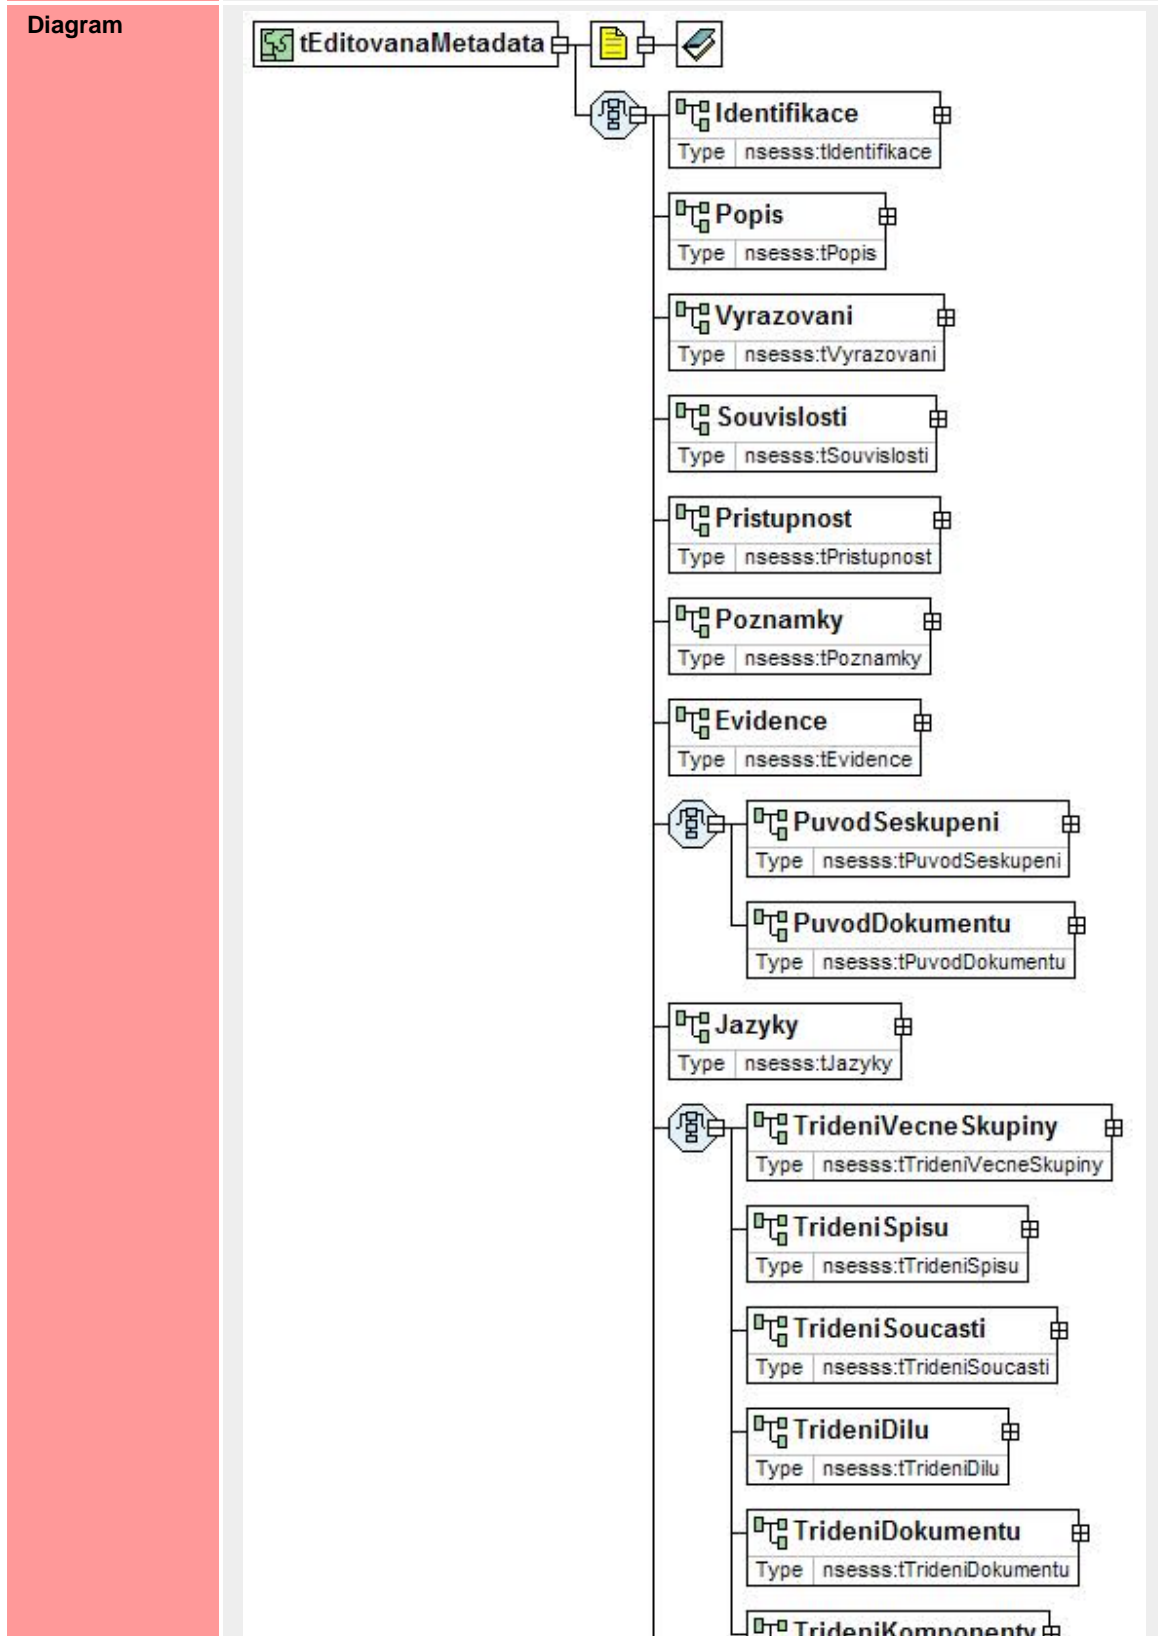 Diagram
tEditovanaMetadata
Identifikace
Type nsesss:tIdentifikace
Popis
Type nsesss:tPopis
Vyrazovani
Type nsesss:tVyrazovani
Souvislosti
Type nsesss:tSouvislosti
Pristupnost
Type nsesss:tPristupnost
Poznamky
Type nsesss:tPoznamky
Evidence
Type nsesss:tEvidence
PuvodSeskupeni
Type nsesss:tPuvodSeskupeni
PuvodDokumentu
Type nsesss:tPuvodDokumentu
Jazyky
Type nsesss:tJazyky
TrideniVecneSkupiny
Type nsesss:tTrideniVecneSkupiny
TrideniSpisu
Type nsesss:tTrideniSpisu
TrideniSoucasti
Type nsesss:tTrideniSoucasti
TrideniDilu
Type nsesss:tTrideniDilu
TrideniDokumentu
Type nsesss:tTrideniDokumentu
TrideniKomponenty